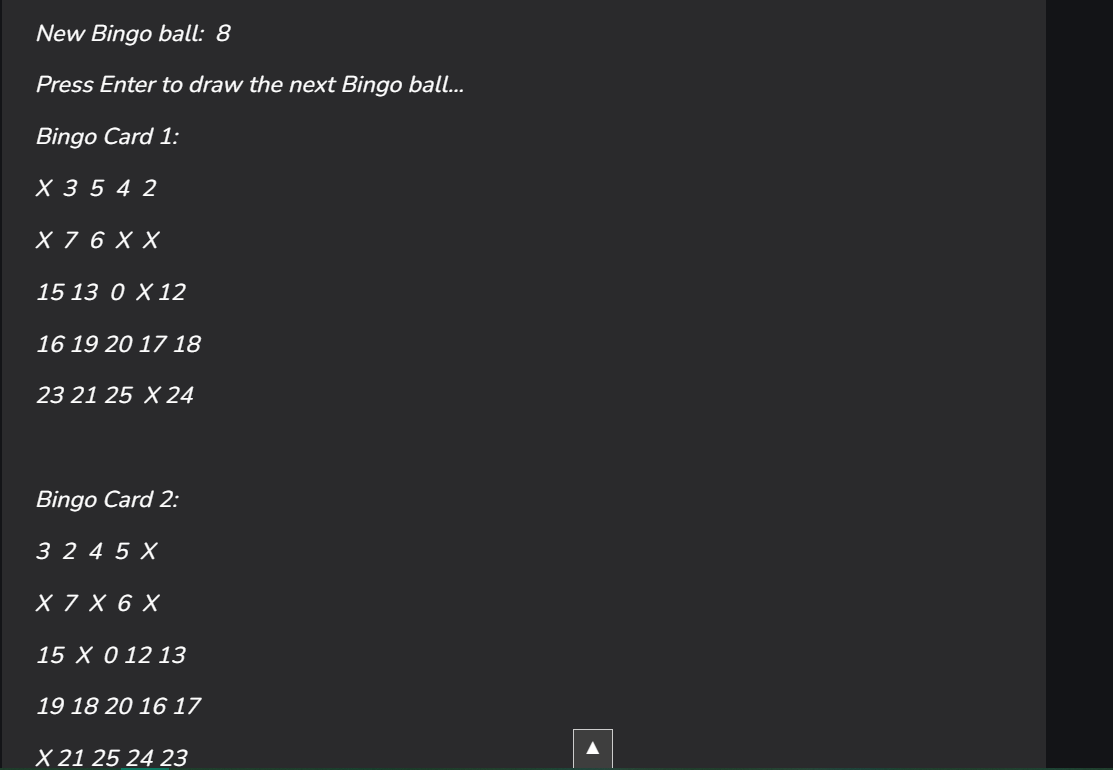 New Bingo ball: 8
Press Enter to draw the next Bingo ball...
Bingo Card 1:
X 3 5 4 2
X 7 6 X X
15 13 0 X 12
16 19 20 17 18
23 21 25 X 24
Bingo Card 2:
3 2 4 5 X
X 7 X 6 X
15 X 0 12 13
19 18 20 16 17
X 21 25 24 23